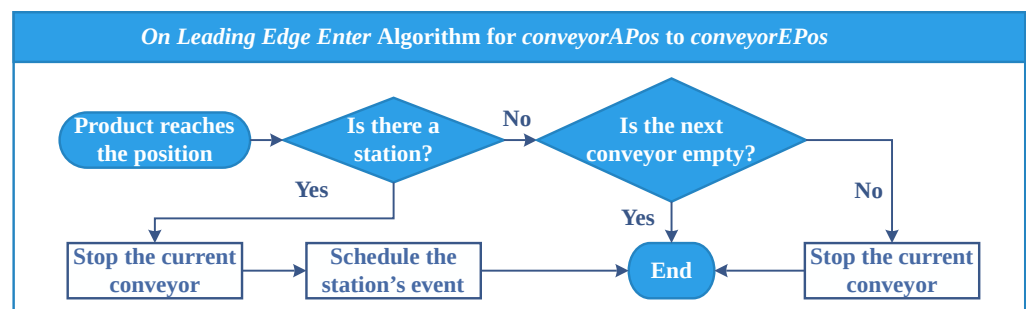 On Leading Edge Enter Algorithm for conveyorAPos to conveyorEPos
Product reaches
the position
Is there a
station?
No
Is the next
conveyor empty?
Yes
No
Yes
Stop the current
conveyor
Schedule the
station’s event
End
Stop the current
conveyor